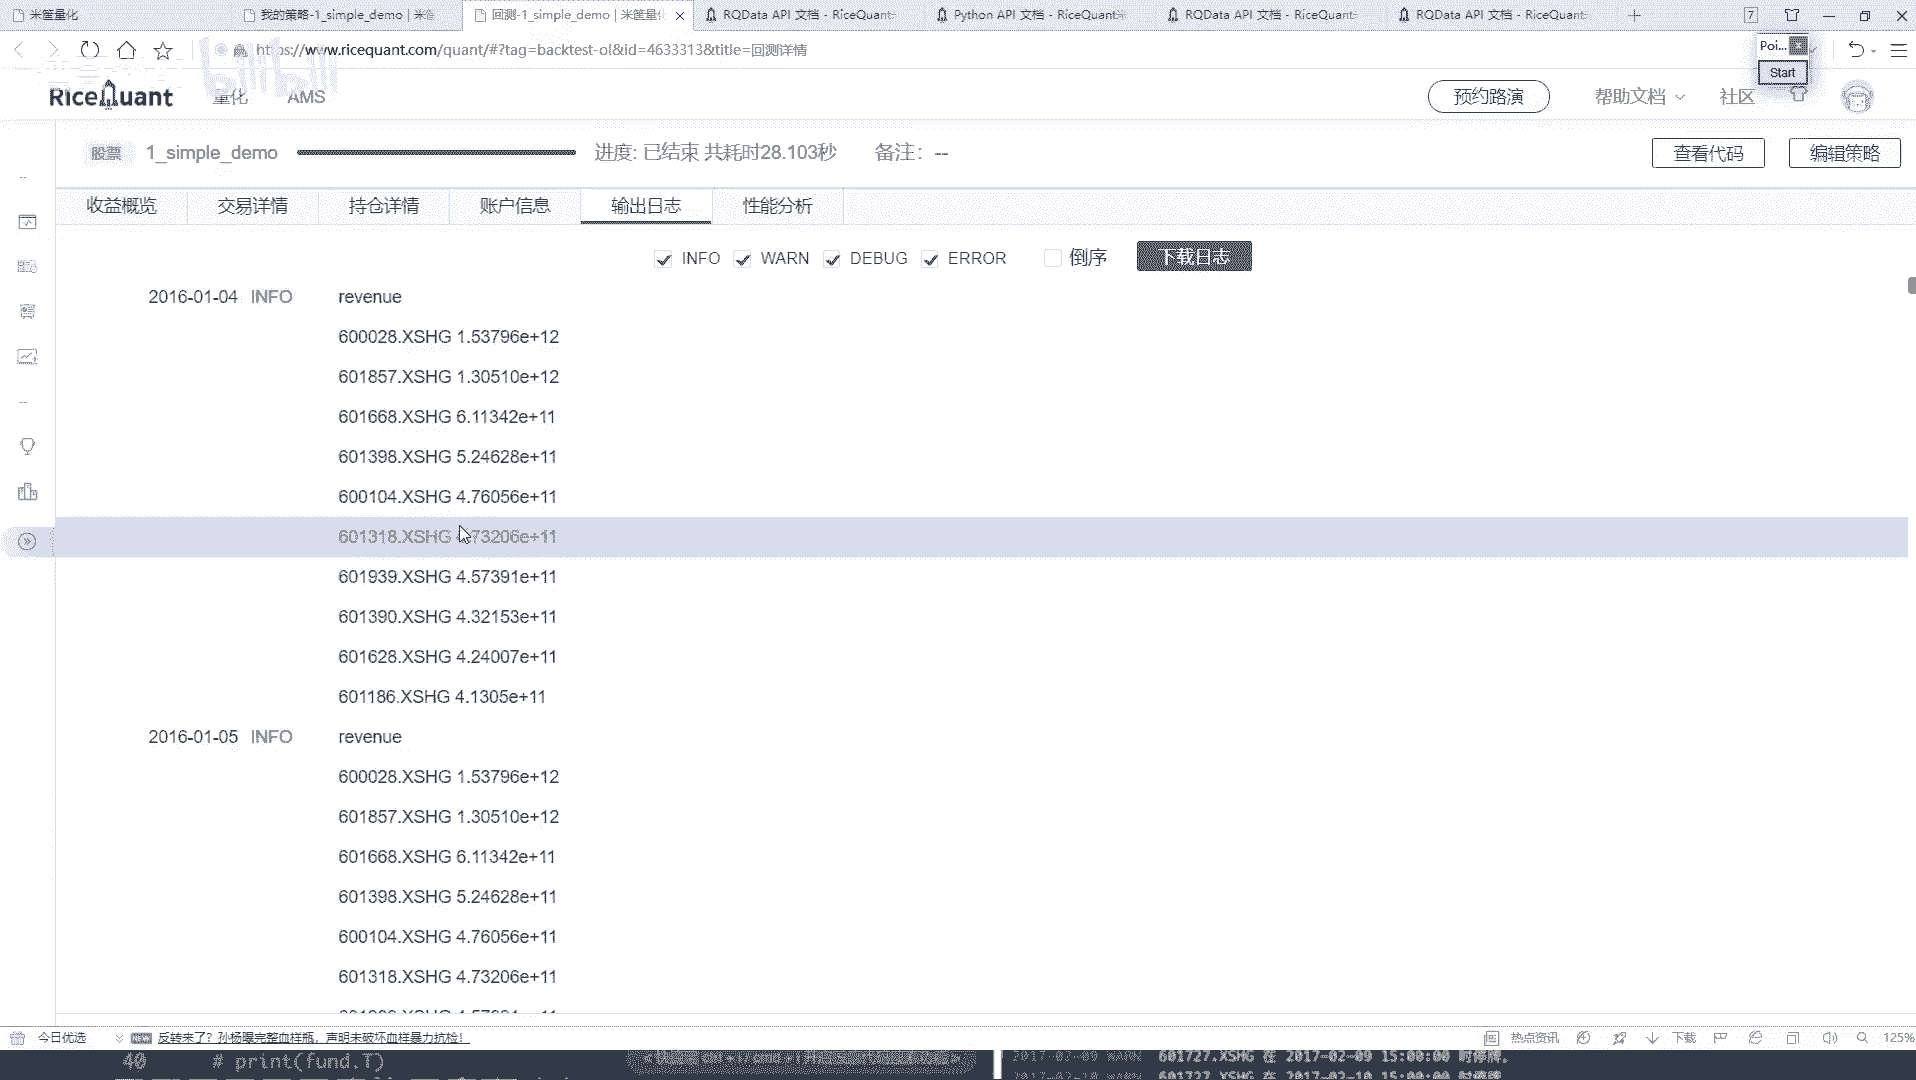 米筐量化
我的策略-1_simple_demo | 米筐
回测-1_simple_demo | 米筐量化
RQData API 文档 - RiceQuant
Python API 文档 - RiceQuant米
RQData API 文档 - RiceQuant
RQData API 文档 - RiceQuant
7
https://www.ricequant.com/quant/#?tag=backtest-ol&id=4633313&title=回测详情
Poi...
Start
bilibili
RiceQuant
量化
AMS
预约路演
帮助文档
社区
股票
1_simple_demo
进度: 已结束 共耗时28.103秒
备注: --
查看代码
编辑策略
收益概览
交易详情
持仓详情
账户信息
输出日志
性能分析
INFO
WARN
DEBUG
ERROR
倒序
下载日志
2016-01-04 INFO revenue
600028.XSHG 1.53796e+12
601857.XSHG 1.30510e+12
601668.XSHG 6.11342e+11
601398.XSHG 5.24628e+11
600104.XSHG 4.76056e+11
601318.XSHG 4.73206e+11
601939.XSHG 4.57391e+11
601390.XSHG 4.32153e+11
601628.XSHG 4.24007e+11
601186.XSHG 4.1305e+11
2016-01-05 INFO revenue
600028.XSHG 1.53796e+12
601857.XSHG 1.30510e+12
601668.XSHG 6.11342e+11
601398.XSHG 5.24628e+11
600104.XSHG 4.76056e+11
601318.XSHG 4.73206e+11
今日优选
反转来了？孙杨曝完整血样瓶，声明未破坏血样暴力抗检！
热点资讯
下载
125%
40 # print(fund.T)
2017-02-09 WARN 601727.XSHG 在 2017-02-09 15:00:00 时停牌。
2017-02-10 WARN 601727.XSHG 在 2017-02-10 15:00:00 时停牌